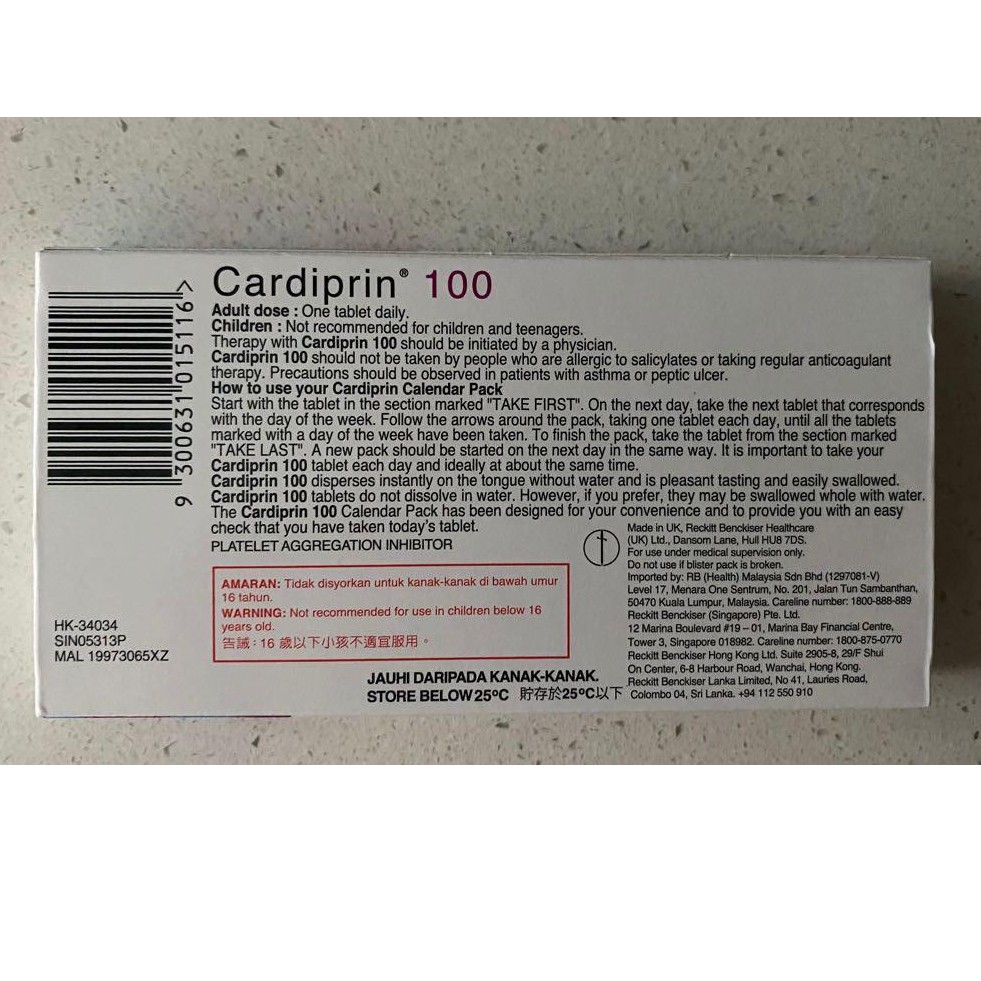 Cardiprin® 100
Adult dose : One tablet daily.
Children : Not recommended for children and teenagers.
Therapy with Cardiprin 100 should be initiated by a physician.
Cardiprin 100 should not be taken by people who are allergic to salicylates or taking regular anticoagulant
therapy. Precautions should be observed in patients with asthma or peptic ulcer.
How to use your Cardiprin Calendar Pack
Start with the tablet in the section marked "TAKE FIRST". On the next day, take the next tablet that corresponds
with the day of the week. Follow the arrows around the pack, taking one tablet each day, until all the tablets
marked with a day of the week have been taken. To finish the pack, take the tablet from the section marked
"TAKE LAST". A new pack should be started on the next day in the same way. It is important to take your
Cardiprin 100 tablet each day and ideally at about the same time.
Cardiprin 100 disperses instantly on the tongue without water and is pleasant tasting and easily swallowed.
Cardiprin 100 tablets do not dissolve in water. However, if you prefer, they may be swallowed whole with water.
The Cardiprin 100 Calendar Pack has been designed for your convenience and to provide you with an easy
check that you have taken today's tablet.
PLATELET AGGREGATION INHIBITOR
9 300631 015116 >
AMARAN: Tidak disyorkan untuk kanak-kanak di bawah umur
16 tahun.
WARNING: Not recommended for use in children below 16
years old.
告誡：16 歲以下小孩不適宜服用。
HK-34034
SIN05313P
MAL 19973065XZ
JAUHI DARIPADA KANAK-KANAK.
STORE BELOW 25ºC 貯存於25ºC以下
Made in UK, Reckitt Benckiser Healthcare
(UK) Ltd., Dansom Lane, Hull HU8 7DS.
For use under medical supervision only.
Do not use if blister pack is broken.
Imported by: RB (Health) Malaysia Sdn Bhd (1297081-V)
Level 17, Menara One Sentrum, No. 201, Jalan Tun Sambanthan,
50470 Kuala Lumpur, Malaysia. Careline number: 1800-888-889
Reckitt Benckiser (Singapore) Pte. Ltd.
12 Marina Boulevard #19 – 01, Marina Bay Financial Centre,
Tower 3, Singapore 018982. Careline number: 1800-875-0770
Reckitt Benckiser Hong Kong Ltd. Suite 2905-8, 29/F Shui
On Center, 6-8 Harbour Road, Wanchai, Hong Kong.
Reckitt Benckiser Lanka Limited, No 41, Lauries Road,
Colombo 04, Sri Lanka. +94 112 550 910